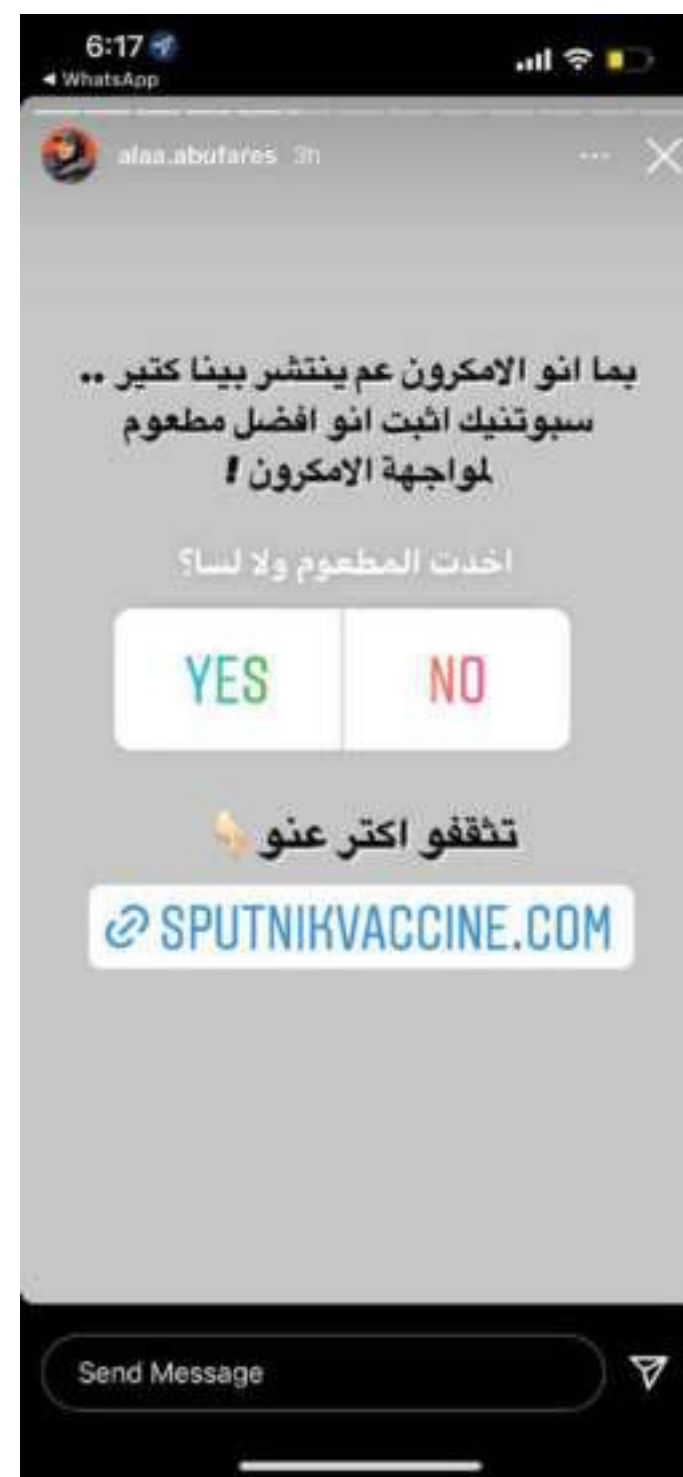 6:17
◀ WhatsApp
alaa.abufares 3h
بما انو الامكرون عم ينتشر بينا كتير ..
سبوتنيك اثبت انو افضل مطعوم
لمواجهة الامكرون !
اخدت المطعوم ولا لسا؟
YES NO
تثقفو اكتر عنو 👇🏻
SPUTNIKVACCINE.COM
Send Message